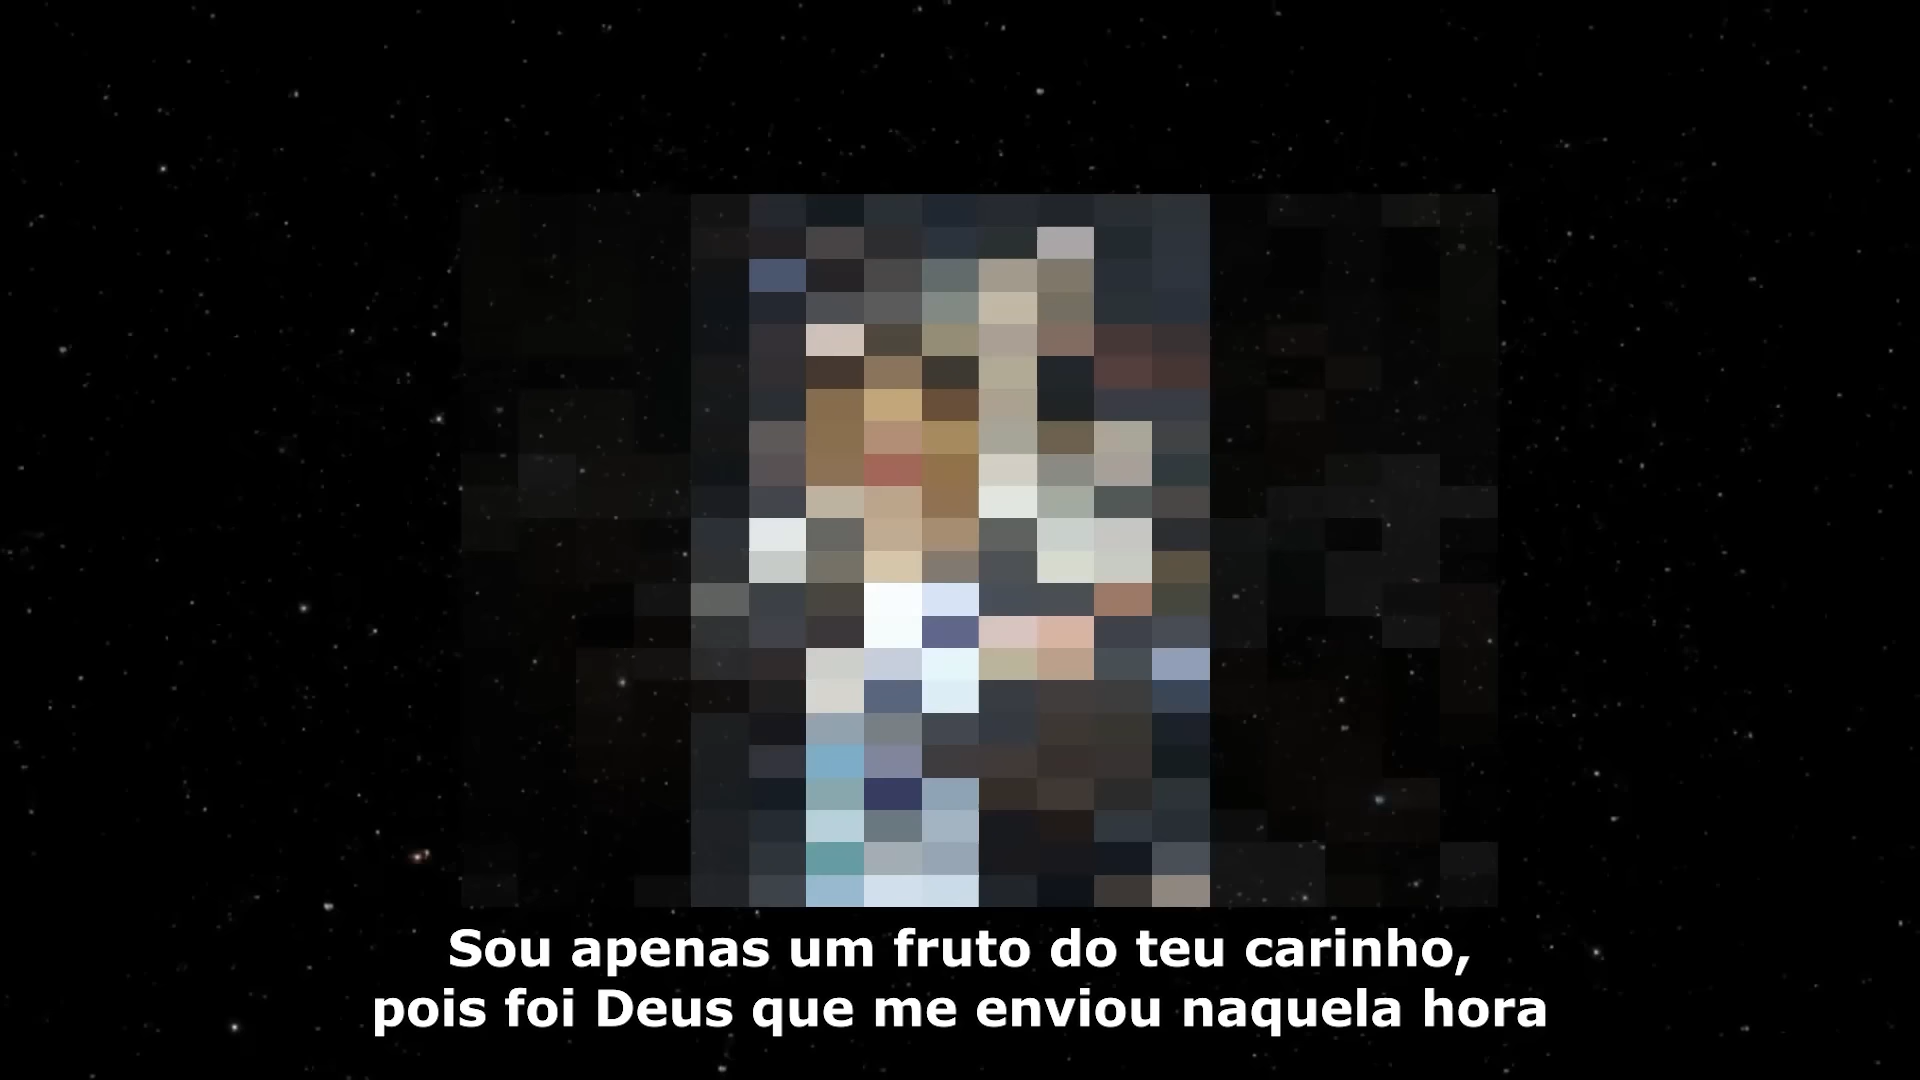 Sou apenas um fruto do teu carinho,
pois foi Deus que me enviou naquela hora